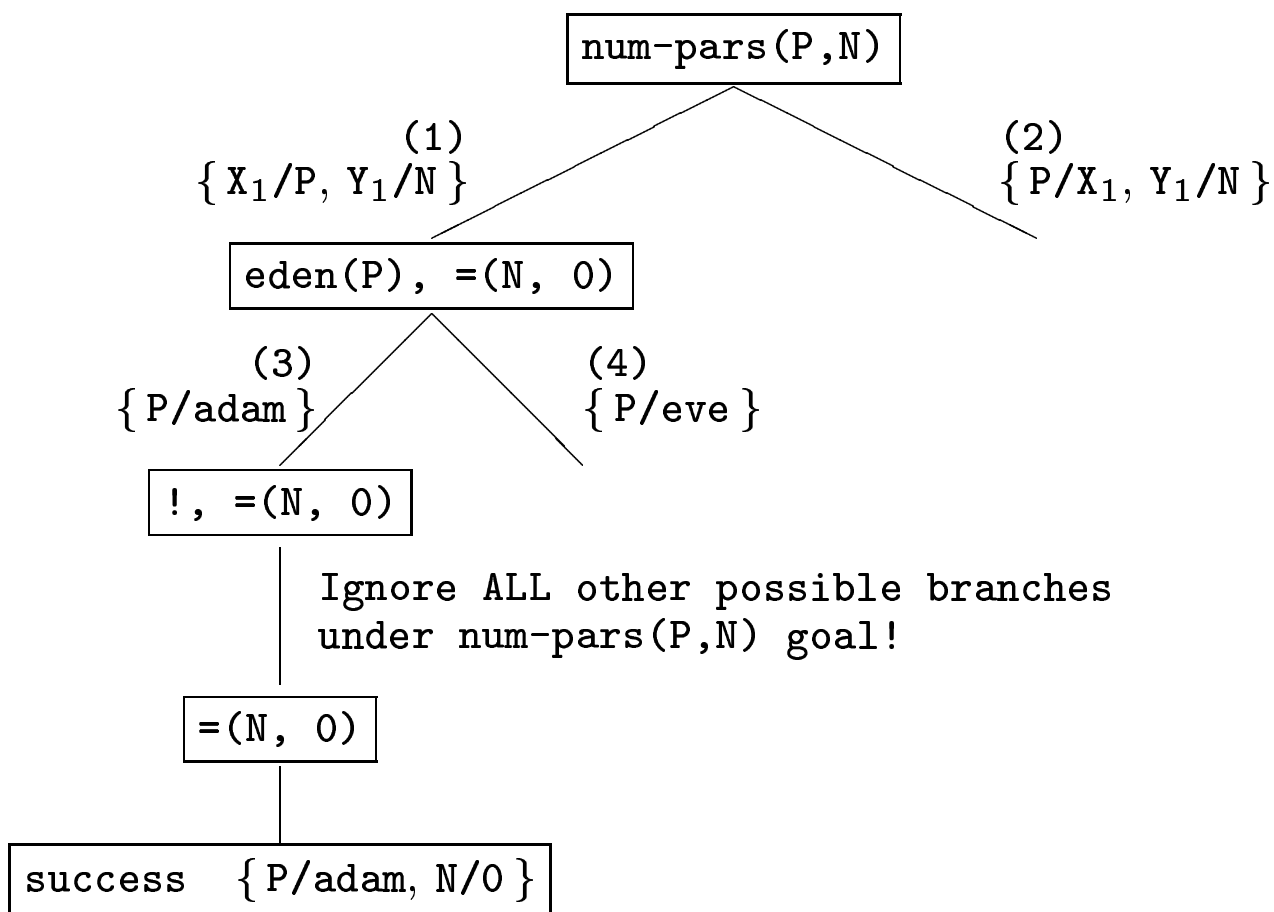 num-pars(P,N)
(1)
{ X₁/P, Y₁/N }
(2)
{ P/X₁, Y₁/N }
eden(P), =(N, 0)
(3)
{ P/adam }
(4)
{ P/eve }
!, =(N, 0)
Ignore ALL other possible branches
under num-pars(P,N) goal!
=(N, 0)
success { P/adam, N/0 }